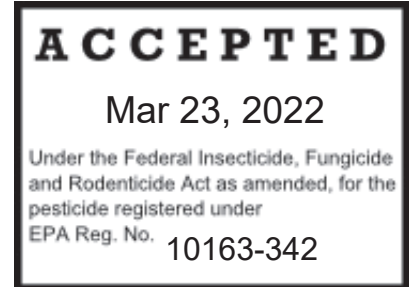 ACCEPTED
Mar 23, 2022
Under the Federal Insecticide, Fungicide
and Rodenticide Act as amended, for the
pesticide registered under
EPA Reg. No. 10163-342